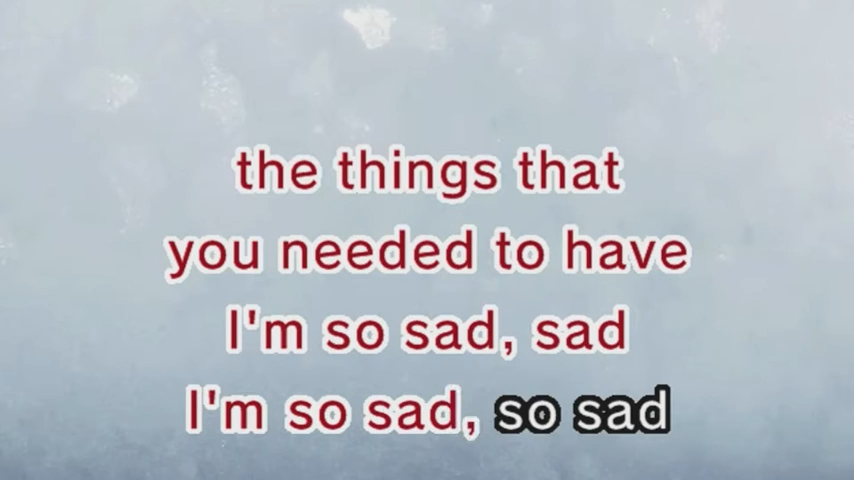 the things that
you needed to have
I'm so sad, sad
I'm so sad, so sad